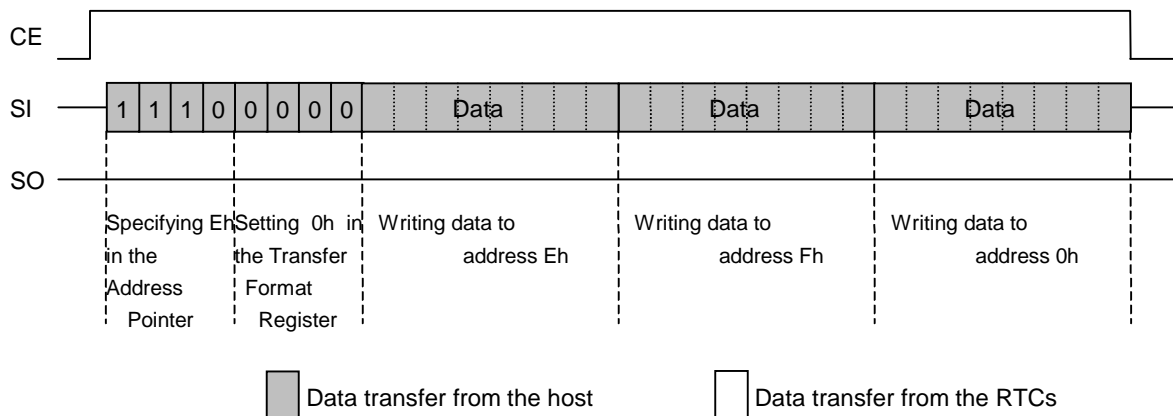 CE
SI 1 1 1 0 0 0 0 0 Data Data Data
SO
Specifying Eh
in the
Address
Pointer
Setting 0h in
the Transfer
Format
Register
Writing data to
address Eh
Writing data to
address Fh
Writing data to
address 0h
Data transfer from the host
Data transfer from the RTCs